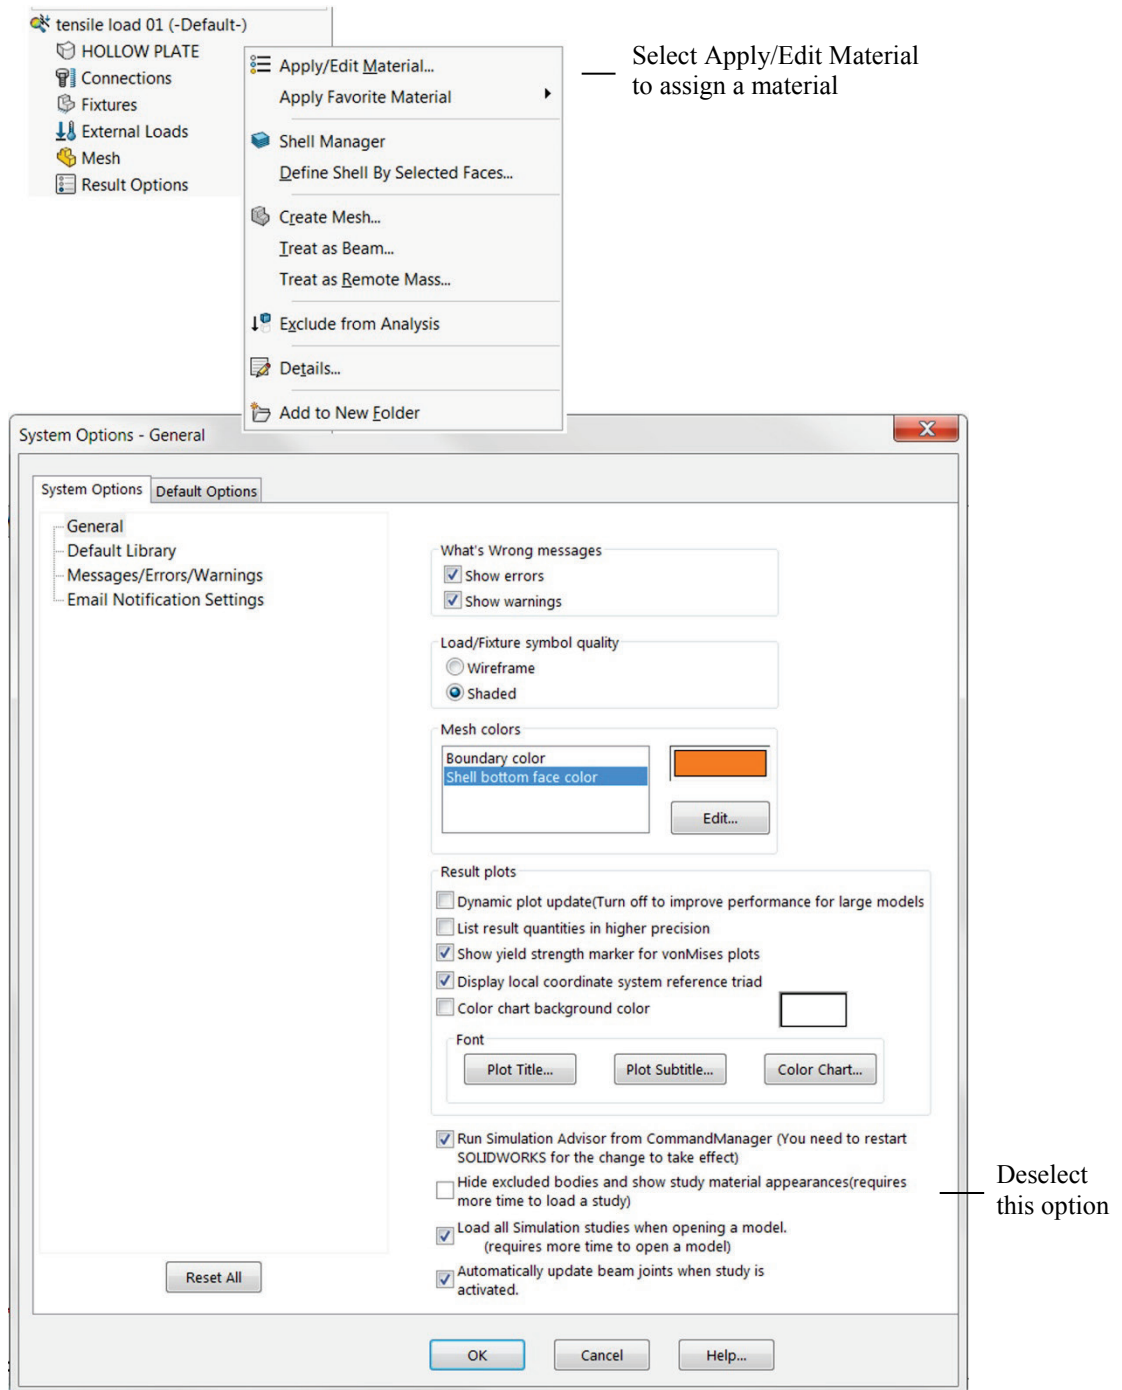 tensile load 01 (-Default-)
HOLLOW PLATE
Connections
Fixtures
External Loads
Mesh
Result Options
Apply/Edit Material...
Apply Favorite Material
Shell Manager
Define Shell By Selected Faces...
Create Mesh...
Treat as Beam...
Treat as Remote Mass...
Exclude from Analysis
Details...
Add to New Folder
Select Apply/Edit Material
to assign a material
System Options - General
System Options
Default Options
General
Default Library
Messages/Errors/Warnings
Email Notification Settings
What's Wrong messages
Show errors
Show warnings
Load/Fixture symbol quality
Wireframe
Shaded
Mesh colors
Boundary color
Shell bottom face color
Edit...
Result plots
Dynamic plot update(Turn off to improve performance for large models
List result quantities in higher precision
Show yield strength marker for vonMises plots
Display local coordinate system reference triad
Color chart background color
Font
Plot Title...
Plot Subtitle...
Color Chart...
Run Simulation Advisor from CommandManager (You need to restart
SOLIDWORKS for the change to take effect)
Hide excluded bodies and show study material appearances(requires
more time to load a study)
Load all Simulation studies when opening a model.
(requires more time to open a model)
Automatically update beam joints when study is
activated.
Deselect
this option
Reset All
OK
Cancel
Help...